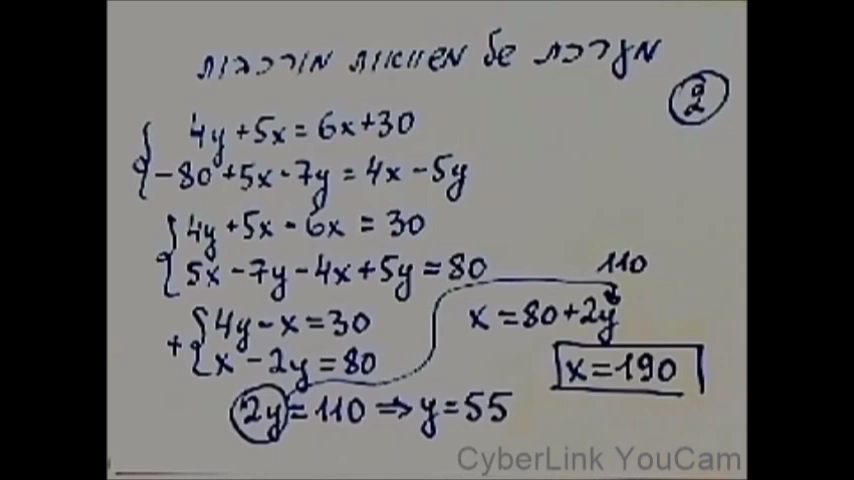 מערכת של משוואות מורכבות
2
4y+5x=6x+30
-80+5x-7y=4x-5y
4y+5x-6x=30
5x-7y-4x+5y=80
110
4y-x=30
x=80+2y
+
x-2y=80
x=190
2y=110⇒y=55
CyberLink YouCam